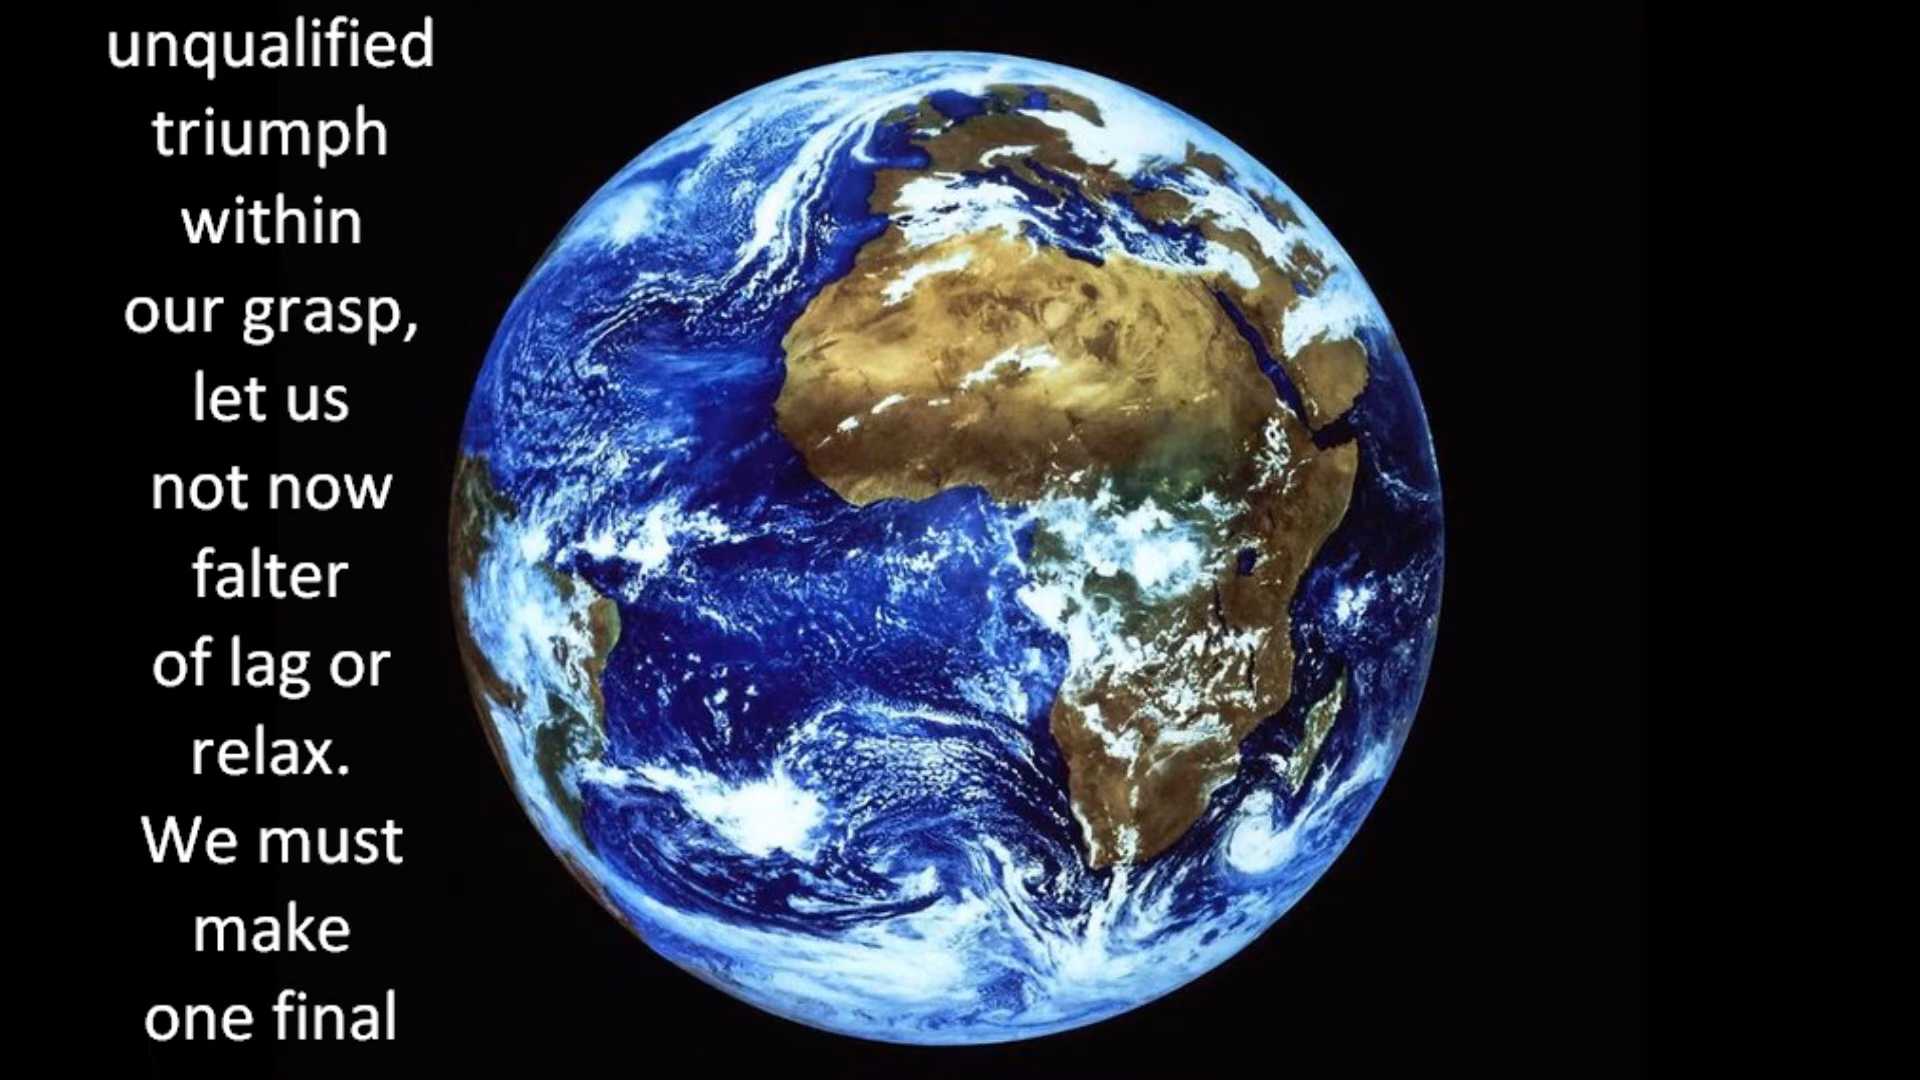 unqualified
triumph
within
our grasp,
let us
not now
falter
of lag or
relax.
We must
make
one final